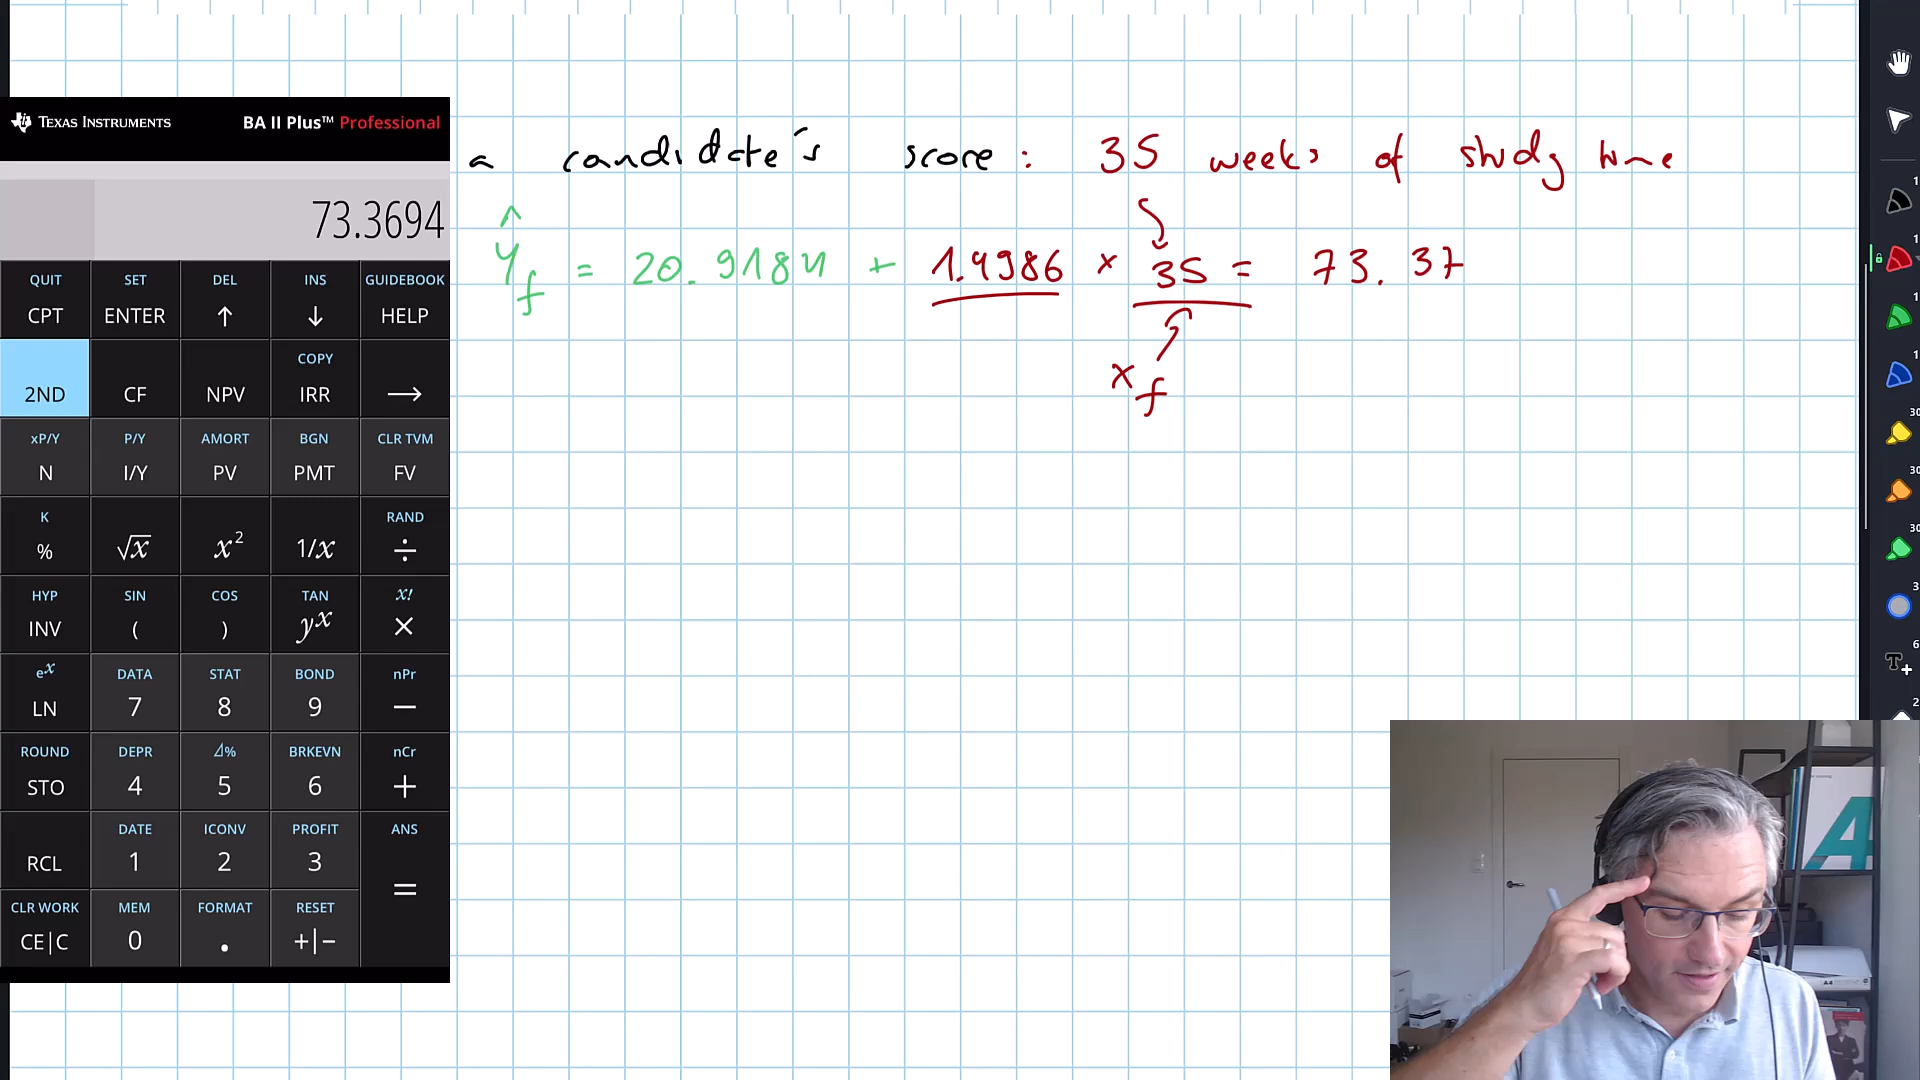 TEXAS INSTRUMENTS BA II Plus™ Professional
73.3694
QUIT SET DEL INS GUIDEBOOK
CPT ENTER ↑ ↓ HELP
COPY
2ND CF NPV IRR →
xP/Y P/Y AMORT BGN CLR TVM
N I/Y PV PMT FV
K RAND
% √x x² 1/x ÷
HYP SIN COS TAN x!
INV ( ) yˣ ×
eˣ DATA STAT BOND nPr
LN 7 8 9 −
ROUND DEPR Δ% BRKEVN nCr
STO 4 5 6 +
DATE ICONV PROFIT ANS
RCL 1 2 3 =
CLR WORK MEM FORMAT RESET
CE|C 0 . +|−
a candidate's score: 35 weeks of study time
Ŷf = 20.9184 + 1.4986 × 35 = 73.37
xf